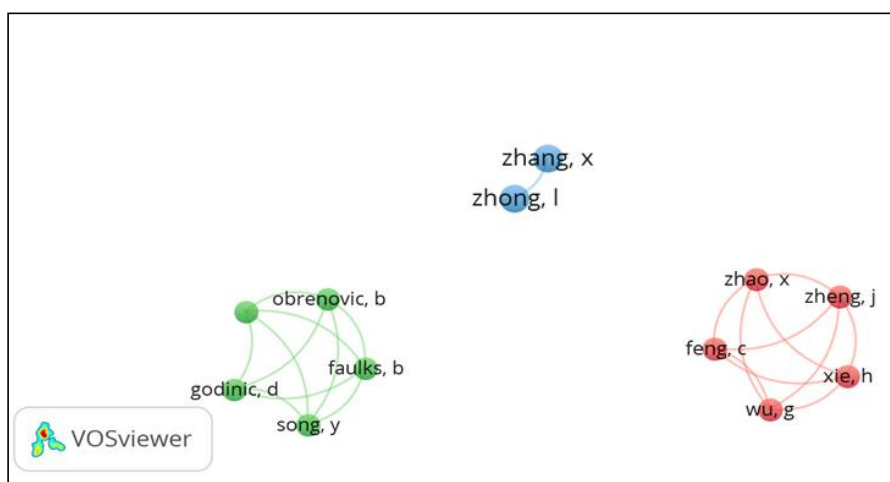 zhang, x
zhong, l
zhao, x
zheng, j
obrenovic, b
feng, c
faulks, b
xie, h
godinic, d
wu, g
song, y
VOSviewer